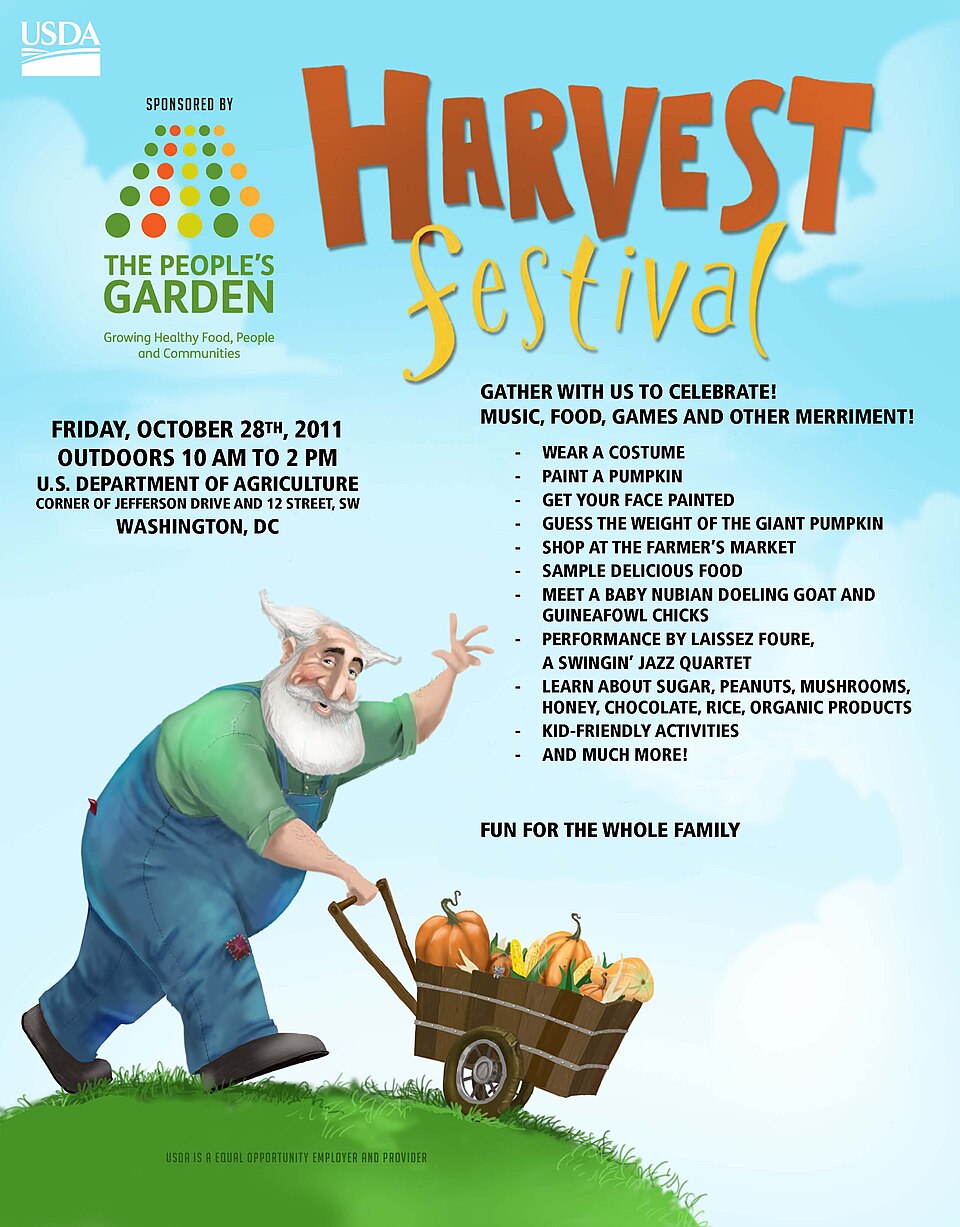 USDA
SPONSORED BY
THE PEOPLE'S
GARDEN
Growing Healthy Food, People
and Communities
HARVEST
festival
FRIDAY, OCTOBER 28TH, 2011
OUTDOORS 10 AM TO 2 PM
U.S. DEPARTMENT OF AGRICULTURE
CORNER OF JEFFERSON DRIVE AND 12 STREET, SW
WASHINGTON, DC
GATHER WITH US TO CELEBRATE!
MUSIC, FOOD, GAMES AND OTHER MERRIMENT!
- WEAR A COSTUME
- PAINT A PUMPKIN
- GET YOUR FACE PAINTED
- GUESS THE WEIGHT OF THE GIANT PUMPKIN
- SHOP AT THE FARMER'S MARKET
- SAMPLE DELICIOUS FOOD
- MEET A BABY NUBIAN DOELING GOAT AND
GUINEAFOWL CHICKS
- PERFORMANCE BY LAISSEZ FOURE,
A SWINGIN' JAZZ QUARTET
- LEARN ABOUT SUGAR, PEANUTS, MUSHROOMS,
HONEY, CHOCOLATE, RICE, ORGANIC PRODUCTS
- KID-FRIENDLY ACTIVITIES
- AND MUCH MORE!
FUN FOR THE WHOLE FAMILY
USDA IS A EQUAL OPPORTUNITY EMPLOYER AND PROVIDER